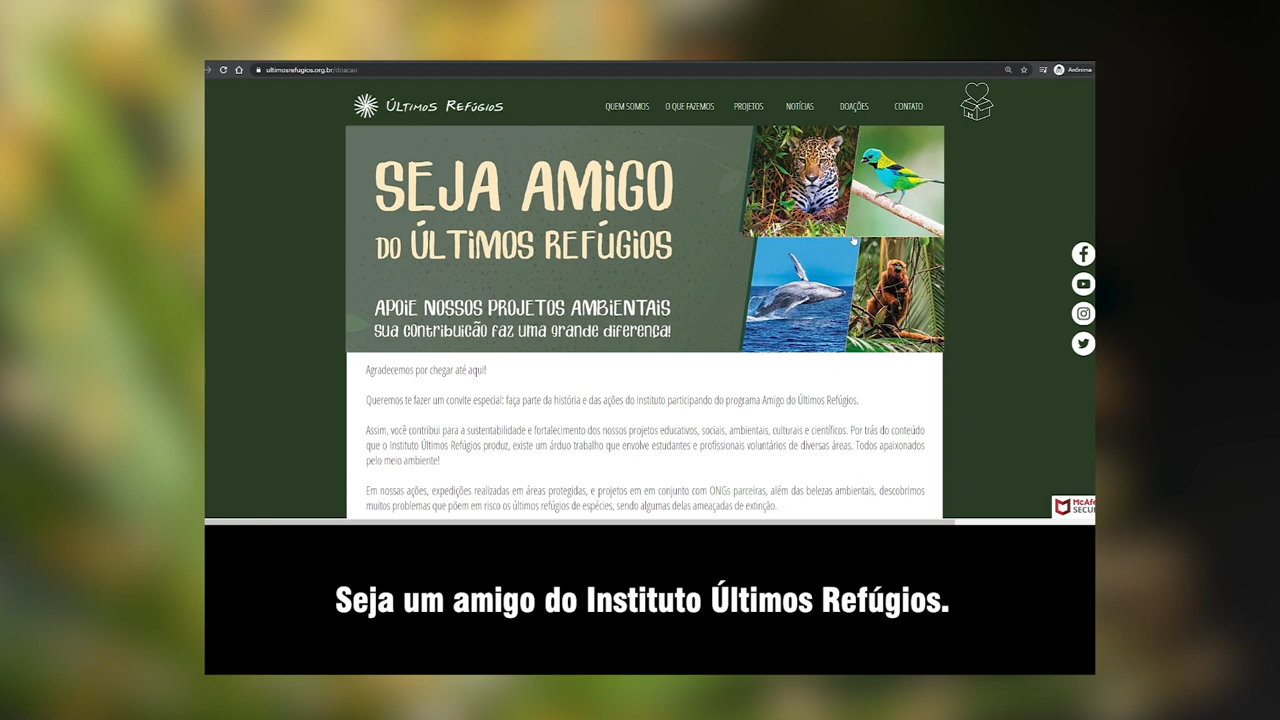 ultimosrefugios.org.br/doacao
Anônima
ÚLTIMOS REFÚGIOS
QUEM SOMOS O QUE FAZEMOS PROJETOS NOTÍCIAS DOAÇÕES CONTATO
SEJA AMIGO
DO ÚLTIMOS REFÚGIOS
APOIE NOSSOS PROJETOS AMBIENTAIS
sua contribuição faz uma grande diferença!
Agradecemos por chegar até aqui!
Queremos te fazer um convite especial: faça parte da história e das ações do Instituto participando do programa Amigo do Últimos Refúgios.
Assim, você contribui para a sustentabilidade e fortalecimento dos nossos projetos educativos, sociais, ambientais, culturais e científicos. Por trás do conteúdo
que o Instituto Últimos Refúgios produz, existe um árduo trabalho que envolve estudantes e profissionais voluntários de diversas áreas. Todos apaixonados
pelo meio ambiente!
Em nossas ações, expedições realizadas em áreas protegidas, e projetos em em conjunto com ONGs parceiras, além das belezas ambientais, descobrimos
muitos problemas que põem em risco os últimos refúgios de espécies, sendo algumas delas ameaçadas de extinção.
McAfe
SECU
Seja um amigo do Instituto Últimos Refúgios.